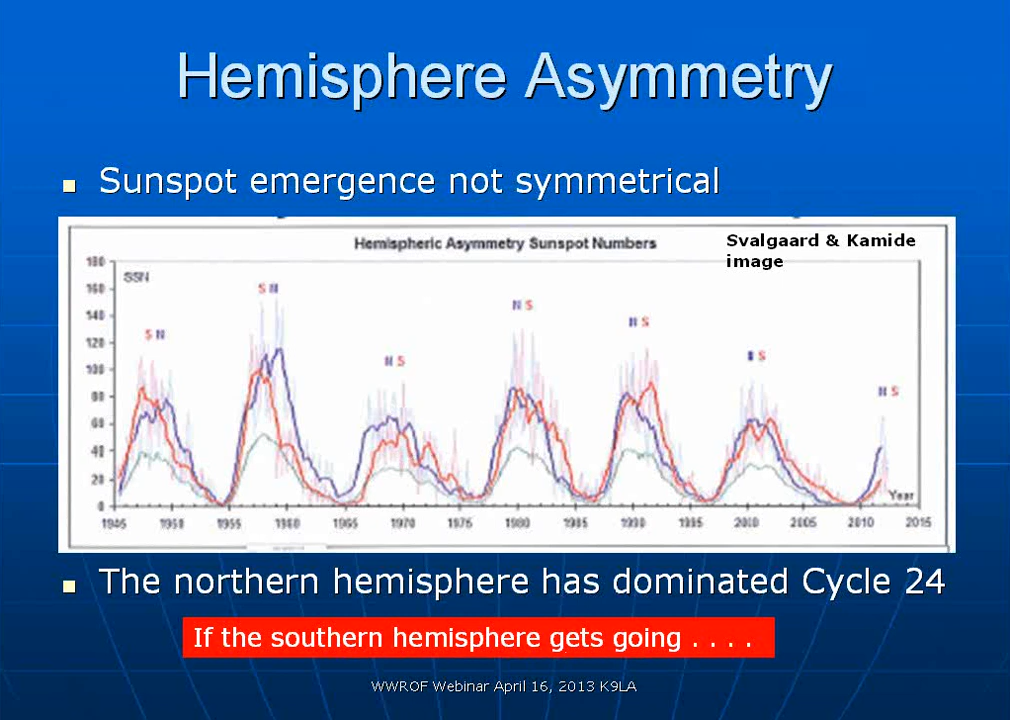 Hemisphere Asymmetry
Sunspot emergence not symmetrical
Hemispheric Asymmetry Sunspot Numbers
Svalgaard & Kamide
image
SSN
180
160
140
120
100
80
60
40
20
0
S N
S N
N S
N S
N S
N S
N S
Year
1945 1950 1955 1960 1965 1970 1975 1980 1985 1990 1995 2000 2005 2010 2015
The northern hemisphere has dominated Cycle 24
If the southern hemisphere gets going . . . .
WWROF Webinar April 16, 2013 K9LA